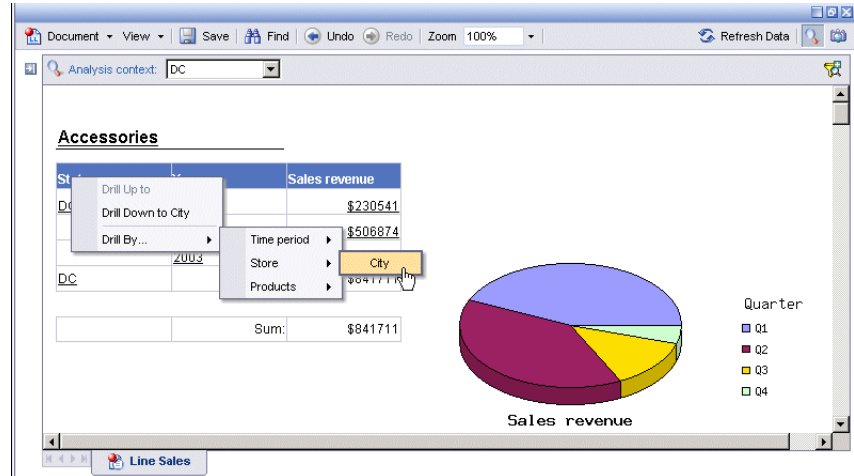 Document View Save Find Undo Redo Zoom 100% Refresh Data
Analysis context: DC
Accessories
Sales revenue
Drill Up to
$230541
Drill Down to City
Drill By... Time period $506874
2003 Store City
DC Products
Sum: $841711
Quarter
Q1
Q2
Q3
Q4
Sales revenue
Line Sales